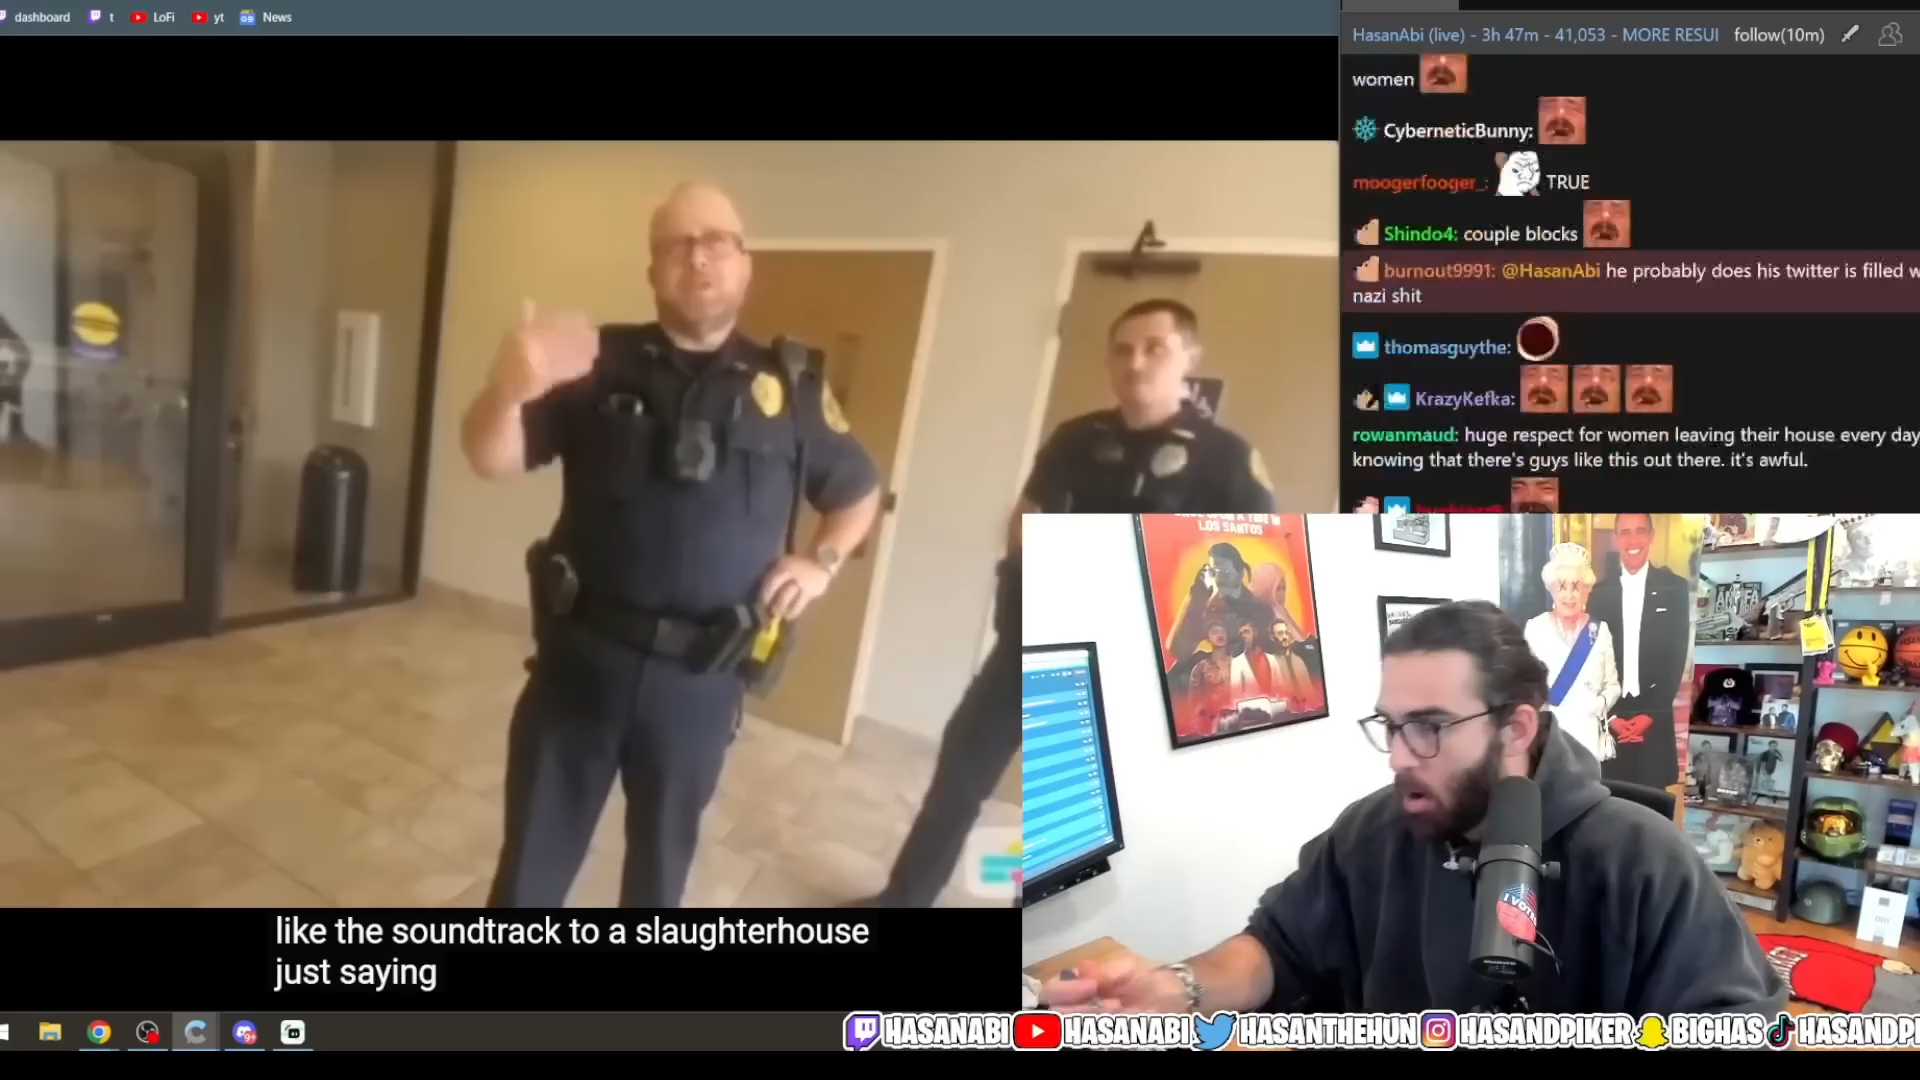 dashboard t LoFi yt News
HasanAbi (live) - 3h 47m - 41,053 - MORE RESUI follow(10m)
women
CyberneticBunny:
moogerfooger_: TRUE
Shindo4: couple blocks
burnout9991: @HasanAbi he probably does his twitter is filled w
nazi shit
thomasguythe:
KrazyKefka:
rowanmaud: huge respect for women leaving their house every day
knowing that there's guys like this out there. it's awful.
LOS SANTOS
I VOTED
like the soundtrack to a slaughterhouse
just saying
HASANABI HASANABI HASANTHEHUN HASANDPIKER BIGHAS HASANDPI